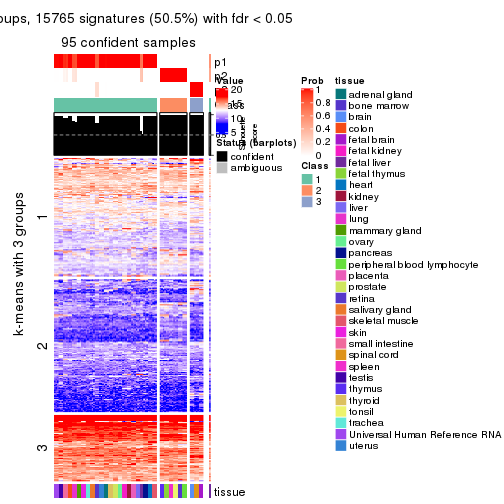 oups, 15765 signatures (50.5%) with fdr < 0.05
95 confident samples
p1
p2
k-means with 3 groups
1
2
3
Value
20
15
10
5
Status (barplots)
confident
ambiguous
Prob
1
0.8
0.6
0.4
0.2
0
Class
1
2
3
tissue
adrenal gland
bone marrow
brain
colon
fetal brain
fetal kidney
fetal liver
fetal thymus
heart
kidney
liver
lung
mammary gland
ovary
pancreas
peripheral blood lymphocyte
placenta
prostate
retina
salivary gland
skeletal muscle
skin
small intestine
spinal cord
spleen
testis
thymus
thyroid
tonsil
trachea
Universal Human Reference RNA
uterus
tissue